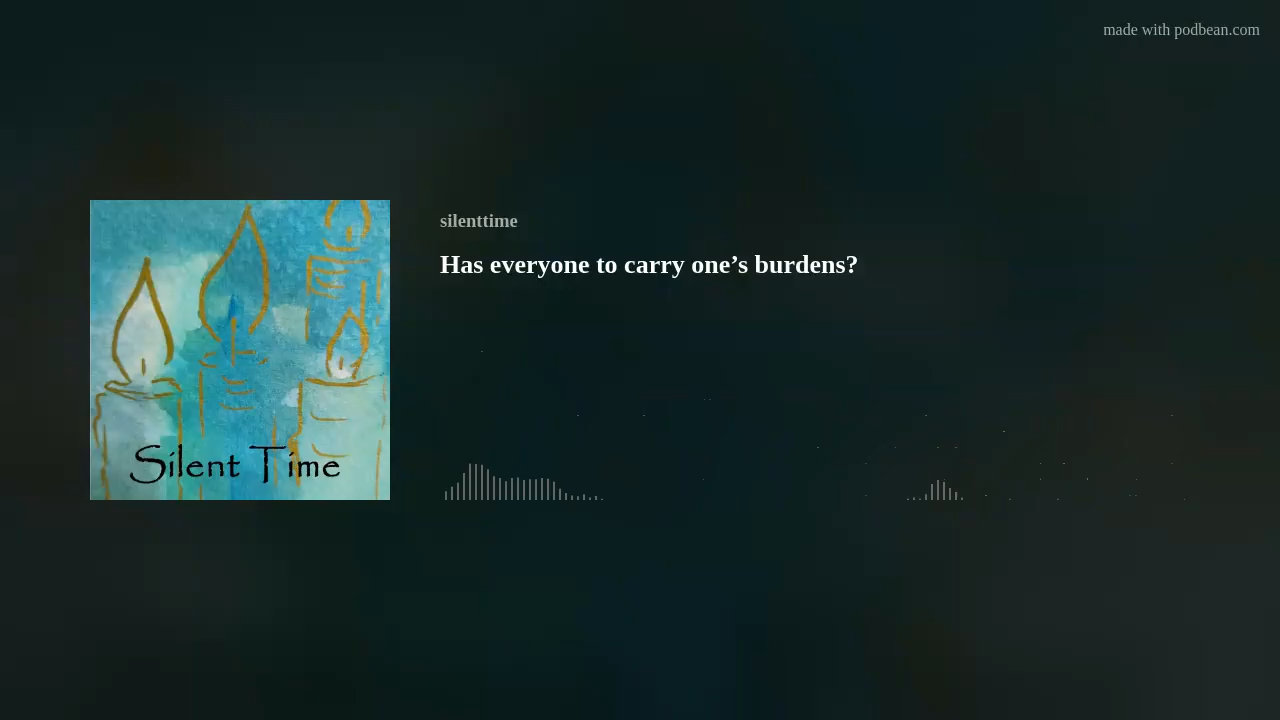 made with podbean.com
silenttime
Has everyone to carry one’s burdens?
Silent Time